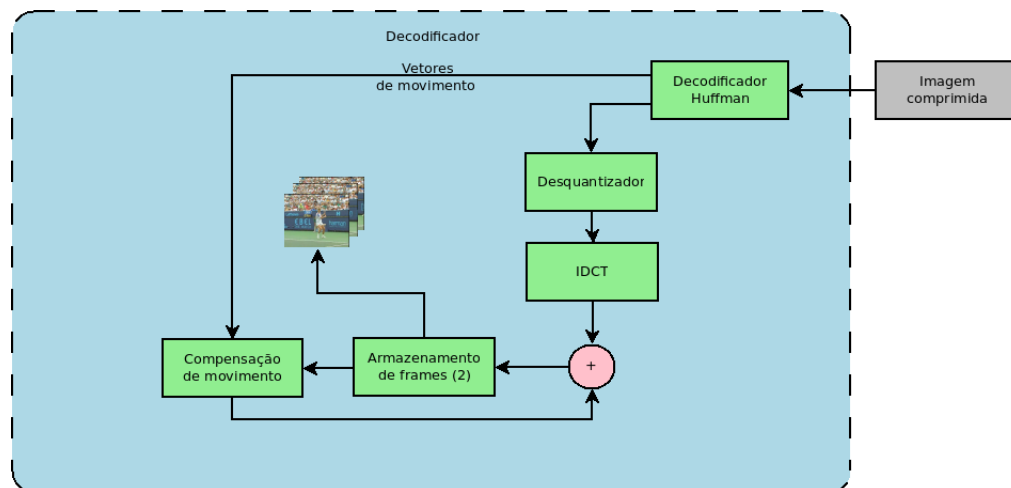 Decodificador
Vetores
de movimento
Decodificador
Huffman
Imagem
comprimida
Desquantizador
IDCT
Compensação
de movimento
Armazenamento
de frames (2)
+